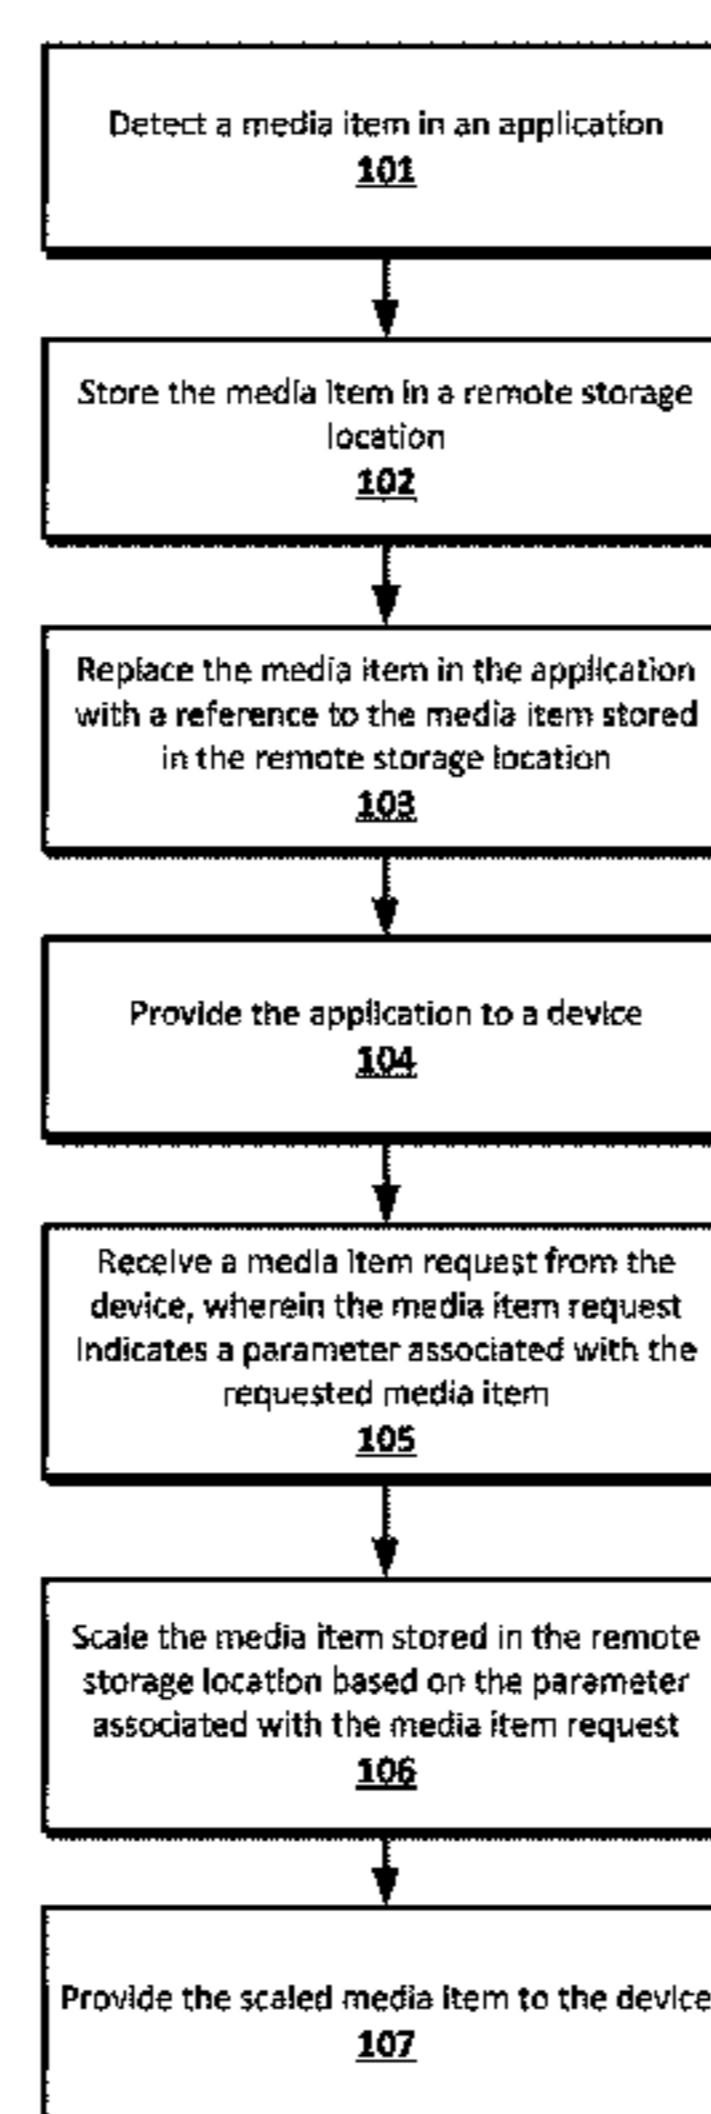 Detect a media item in an application
101
Store the media item in a remote storage
location
102
Replace the media item in the application
with a reference to the media item stored
in the remote storage location
103
Provide the application to a device
104
Receive a media item request from the
device, wherein the media item request
indicates a parameter associated with the
requested media item
105
Scale the media item stored in the remote
storage location based on the parameter
associated with the media item request
106
Provide the scaled media item to the device
107